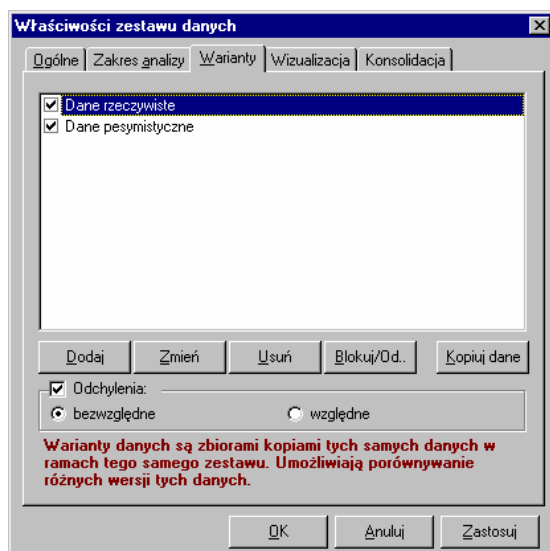 Właściwości zestawu danych
Ogólne Zakres analizy Warianty Wizualizacja Konsolidacja
Dane rzeczywiste
Dane pesymistyczne
Dodaj Zmień Usuń Blokuj/Od.. Kopiuj dane
Odchylenia:
bezwzględne względne
Warianty danych są zbiorami kopiami tych samych danych w
ramach tego samego zestawu. Umożliwiają porównywanie
różnych wersji tych danych.
OK Anuluj Zastosuj